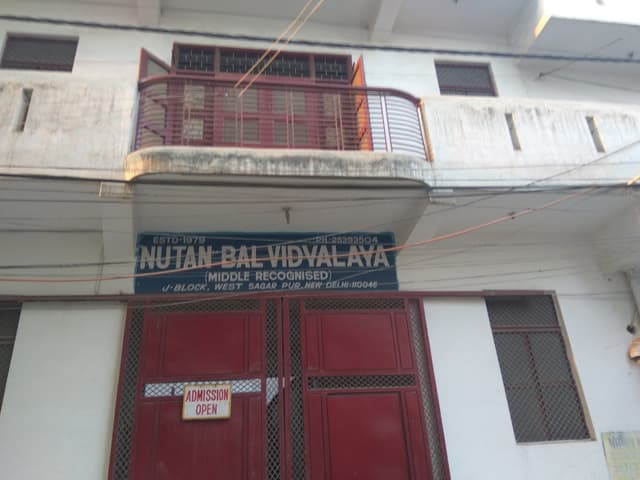 ESTD-1979 PH:25293504
NUTAN BAL VIDYALAYA
(MIDDLE RECOGNISED)
J-BLOCK, WEST SAGAR PUR, NEW DELHI-110046
ADMISSION
OPEN